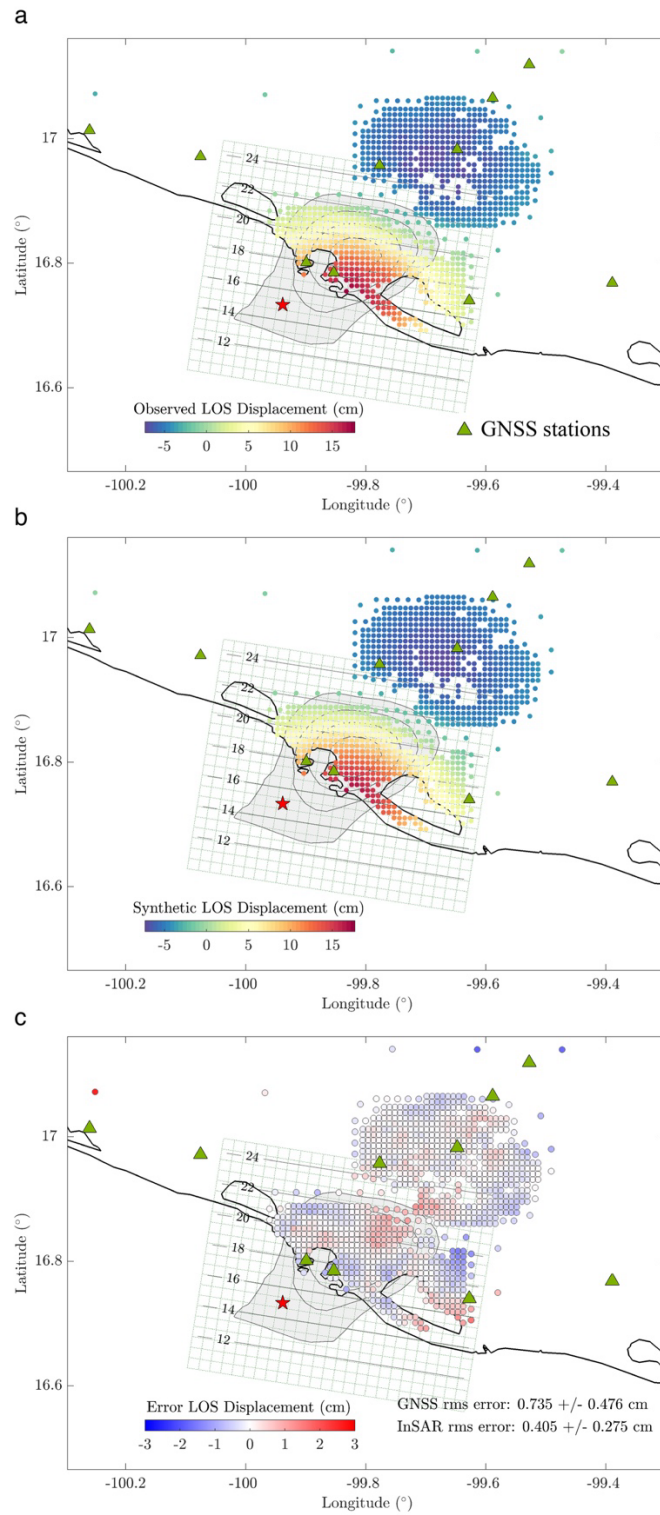 a
17
16.8
16.6
Latitude (°)
24
22
20
18
16
14
12
Observed LOS Displacement (cm)
-5 0 5 10 15
GNSS stations
-100.2 -100 -99.8 -99.6 -99.4
Longitude (°)
b
17
16.8
16.6
Latitude (°)
24
22
20
18
16
14
12
Synthetic LOS Displacement (cm)
-5 0 5 10 15
-100.2 -100 -99.8 -99.6 -99.4
Longitude (°)
c
17
16.8
16.6
Latitude (°)
24
22
20
18
16
14
12
Error LOS Displacement (cm)
-3 -2 -1 0 1 2 3
GNSS rms error: 0.735 +/- 0.476 cm
InSAR rms error: 0.405 +/- 0.275 cm
-100.2 -100 -99.8 -99.6 -99.4
Longitude (°)